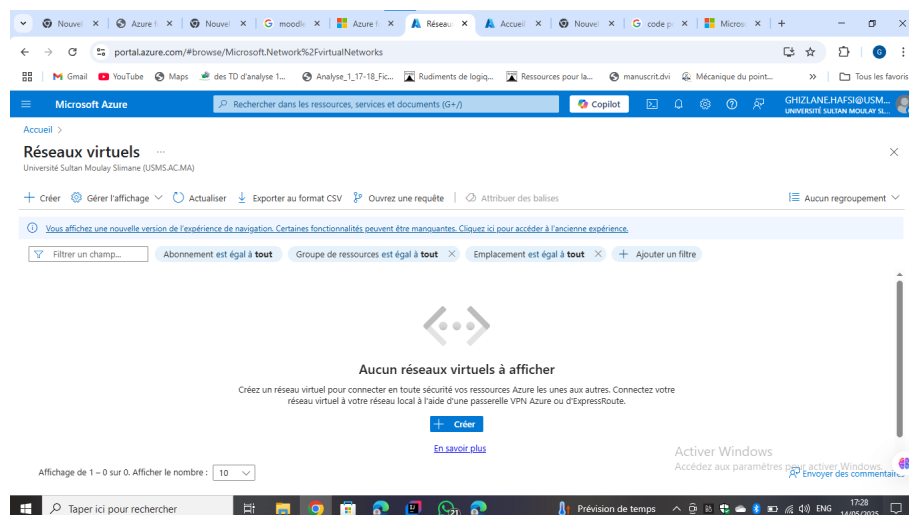 Nouvel
Azure f
Nouvel
moodle
Azure f
Réseau
Accueil
Nouvel
code p
Micros
portal.azure.com/#browse/Microsoft.Network%2FvirtualNetworks
G
Gmail
YouTube
Maps
des TD d'analyse 1...
Analyse_1_17-18_Fic...
Rudiments de logiq...
Ressources pour la...
manuscrit.dvi
Mécanique du point...
»
Tous les favoris
Microsoft Azure
Rechercher dans les ressources, services et documents (G+/)
Copilot
GHIZLANE.HAFSI@USM...
UNIVERSITÉ SULTAN MOULAY SL...
Accueil >
Réseaux virtuels ...
Université Sultan Moulay Slimane (USMS.AC.MA)
+ Créer
Gérer l'affichage
Actualiser
Exporter au format CSV
Ouvrez une requête
Attribuer des balises
Aucun regroupement
Vous affichez une nouvelle version de l'expérience de navigation. Certaines fonctionnalités peuvent être manquantes. Cliquez ici pour accéder à l'ancienne expérience.
Filtrer un champ...
Abonnement est égal à tout
Groupe de ressources est égal à tout
Emplacement est égal à tout
Ajouter un filtre
Aucun réseaux virtuels à afficher
Créez un réseau virtuel pour connecter en toute sécurité vos ressources Azure les unes aux autres. Connectez votre
réseau virtuel à votre réseau local à l'aide d'une passerelle VPN Azure ou d'ExpressRoute.
+ Créer
En savoir plus
Activer Windows
Accédez aux paramètres pour activer Windows.
Affichage de 1 – 0 sur 0. Afficher le nombre : 10
Envoyer des commentaires
Taper ici pour rechercher
21
Prévision de temps
ENG
17:28
14/05/2025